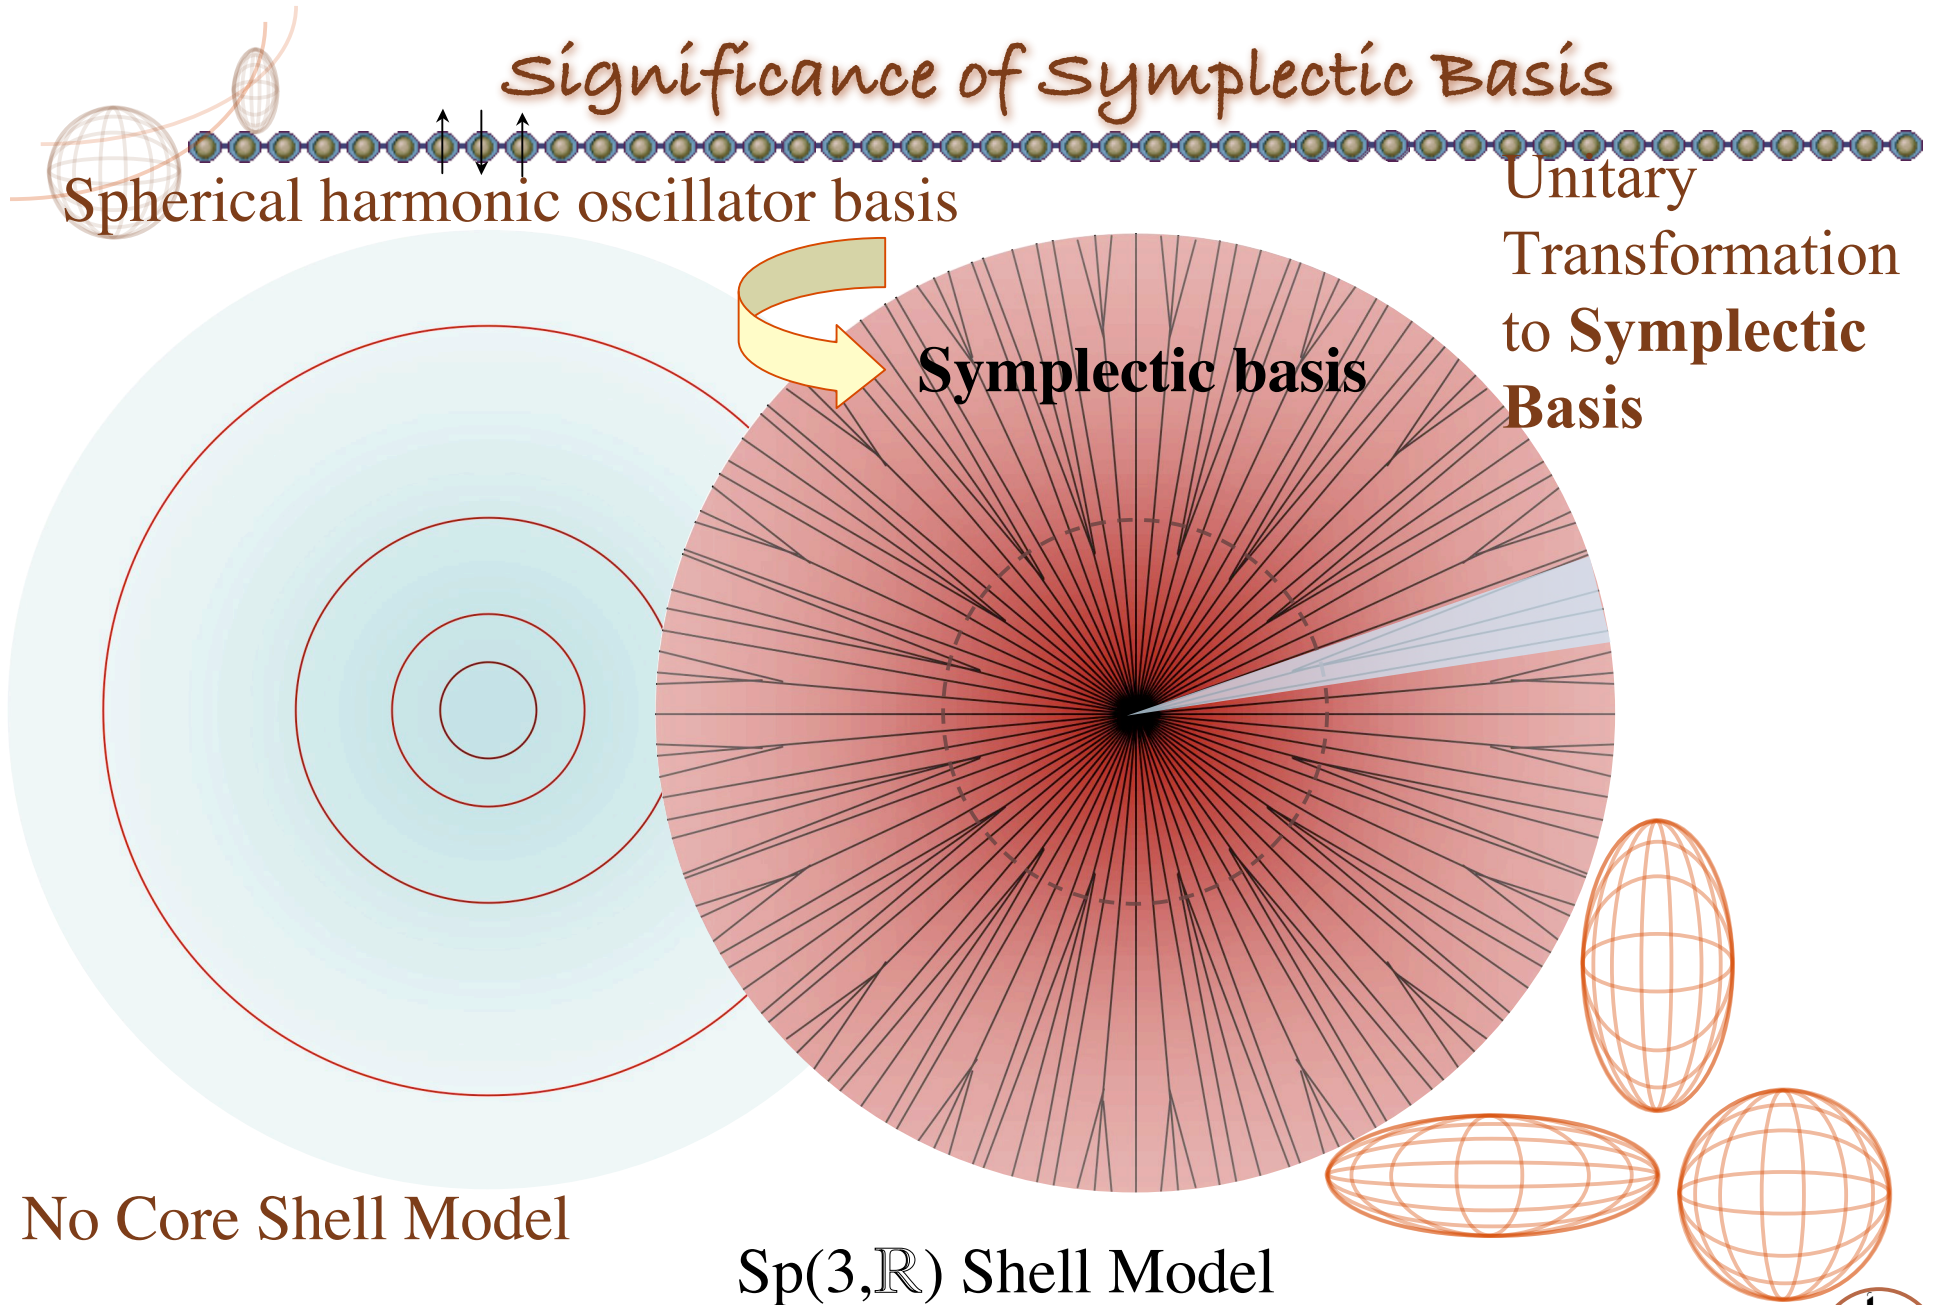 Significance of Symplectic Basis
Spherical harmonic oscillator basis
Unitary
Transformation
to Symplectic
Basis
Symplectic basis
No Core Shell Model
Sp(3,ℝ) Shell Model